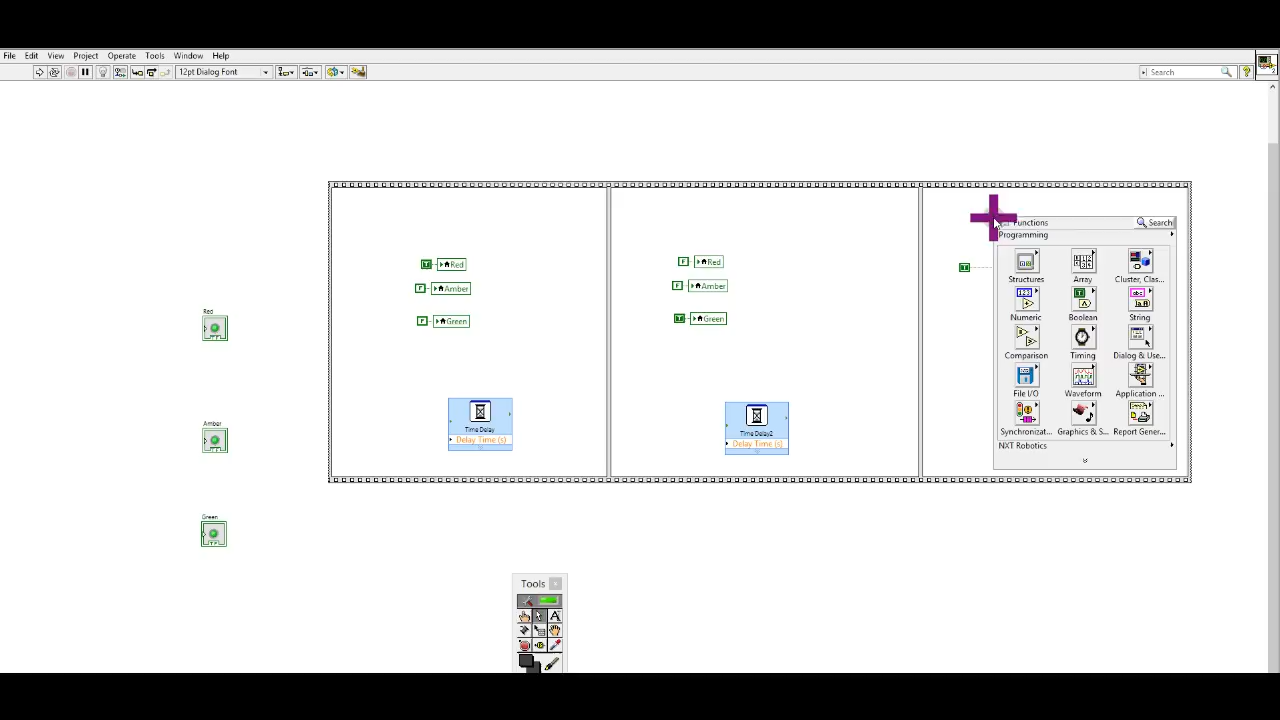 File Edit View Project Operate Tools Window Help
12pt Dialog Font
Search
?
Functions
Search
Programming
T
Red
F
Red
T
Structures
Array
Cluster, Clas...
F
Amber
F
Amber
Red
Numeric
Boolean
String
F
Green
T
Green
Comparison
Timing
Dialog & Use...
File I/O
Waveform
Application ...
Amber
Time Delay
Delay Time (s)
Time Delay2
Delay Time (s)
Synchronizat...
Graphics & S...
Report Gener...
NXT Robotics
Green
Tools